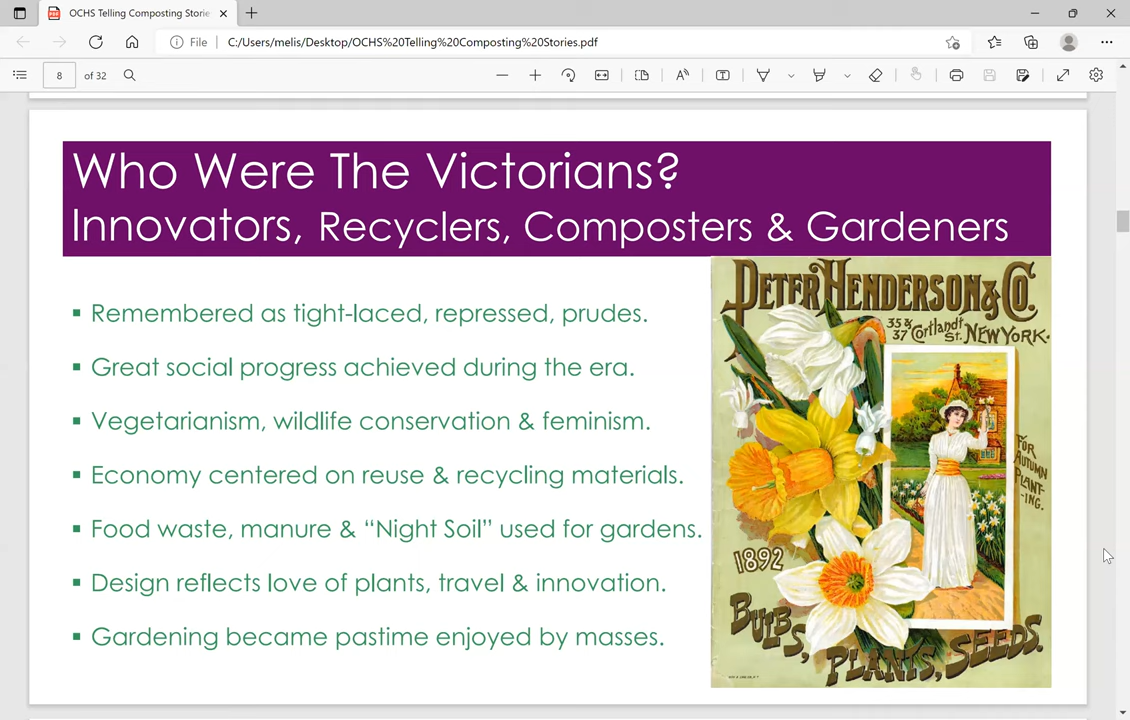 OCHS Telling Composting Storie
File
C:/Users/melis/Desktop/OCHS%20Telling%20Composting%20Stories.pdf
8 of 32
Who Were The Victorians?
Innovators, Recyclers, Composters & Gardeners
▪ Remembered as tight-laced, repressed, prudes.
▪ Great social progress achieved during the era.
▪ Vegetarianism, wildlife conservation & feminism.
▪ Economy centered on reuse & recycling materials.
▪ Food waste, manure & “Night Soil” used for gardens.
▪ Design reflects love of plants, travel & innovation.
▪ Gardening became pastime enjoyed by masses.
PETER HENDERSON & CO.
35 & 37 Cortlandt St. NEW YORK.
FOR
AUTUMN
PLANT
-ING.
1892
BULBS, PLANTS, SEEDS.